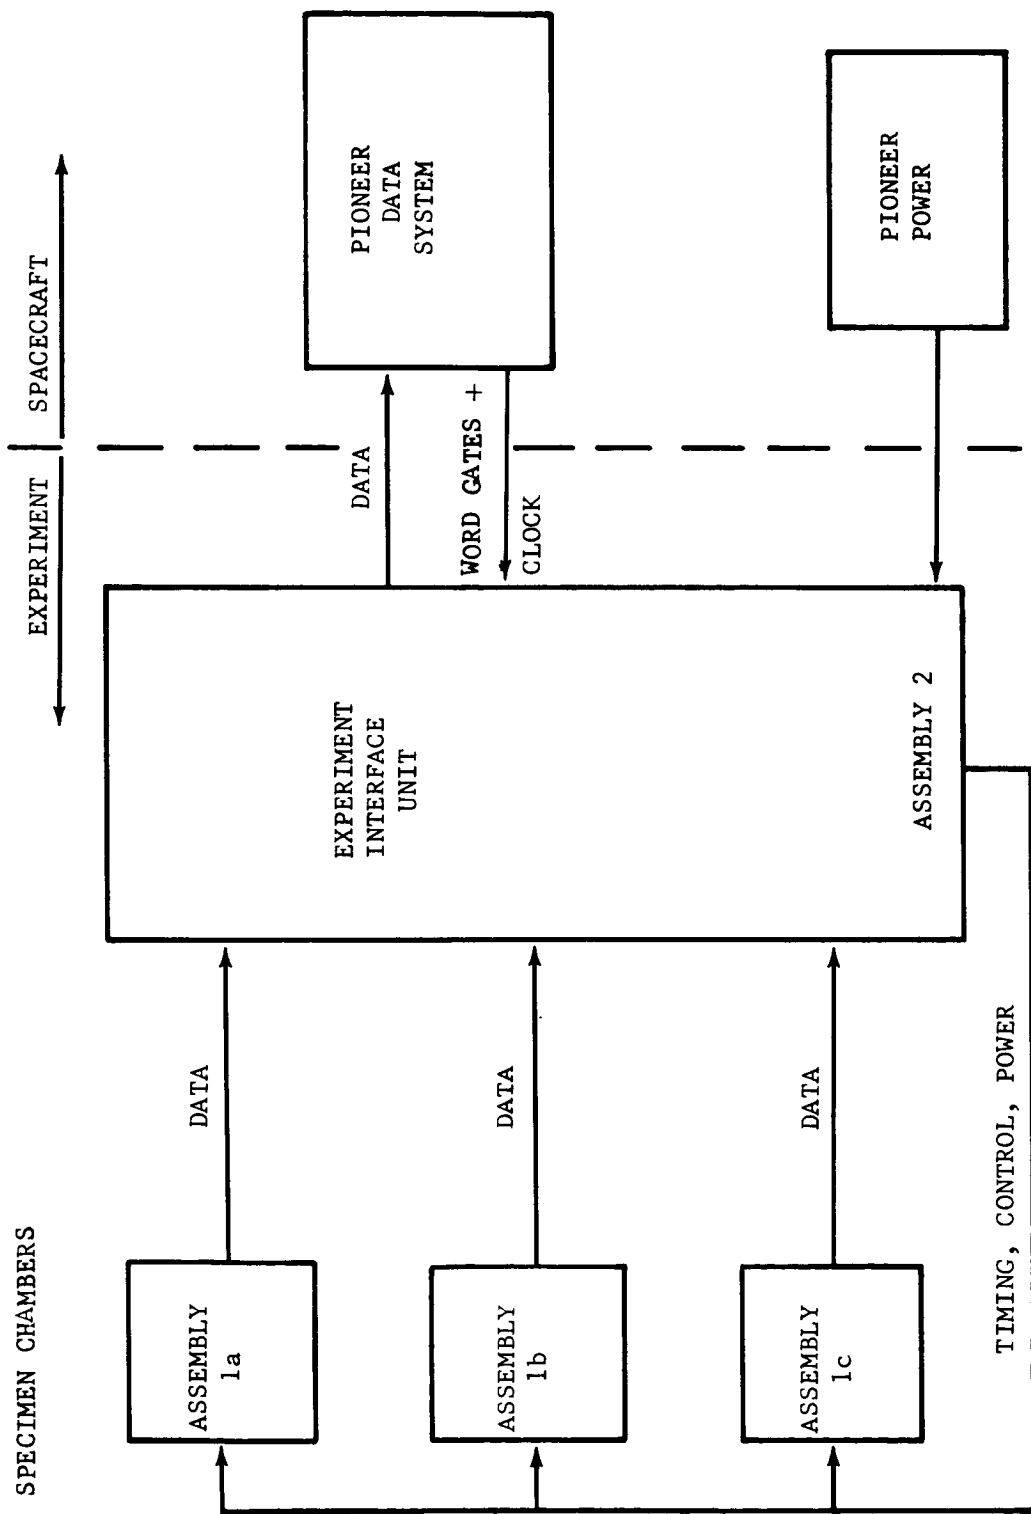 EXPERIMENT
SPACECRAFT
SPECIMEN CHAMBERS
ASSEMBLY
1a
DATA
ASSEMBLY
1b
DATA
ASSEMBLY
1c
DATA
TIMING, CONTROL, POWER
EXPERIMENT
INTERFACE
UNIT
ASSEMBLY 2
DATA
WORD GATES +
CLOCK
PIONEER
DATA
SYSTEM
PIONEER
POWER